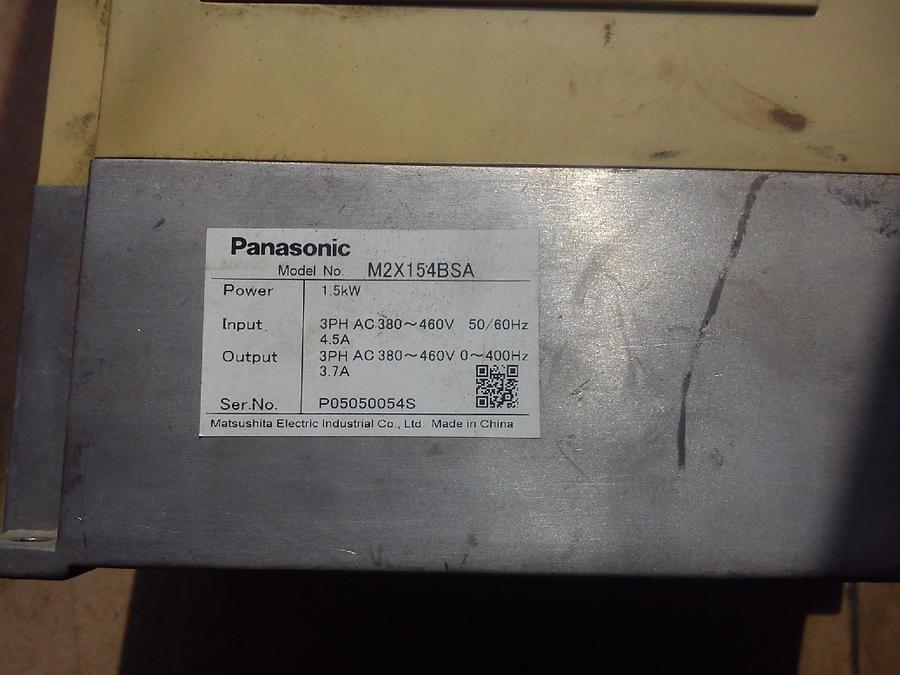 Panasonic
Model No. M2X154BSA
Power 1.5kW
Input 3PH AC 380～460V 50/60Hz
4.5A
Output 3PH AC 380～460V 0～400Hz
3.7A
Ser.No. P05050054S
Matsushita Electric Industrial Co., Ltd. Made in China